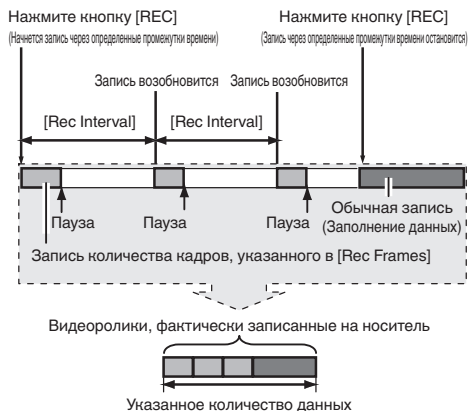 Нажмите кнопку [REC]
(Начнется запись через определенные промежутки времени)
Нажмите кнопку [REC]
(Запись через определенные промежутки времени остановится)
Запись возобновится
Запись возобновится
[Rec Interval]
[Rec Interval]
Пауза
Пауза
Пауза
Обычная запись
(Заполнение данных)
Запись количества кадров, указанного в [Rec Frames]
Видеоролики, фактически записанные на носитель
Указанное количество данных